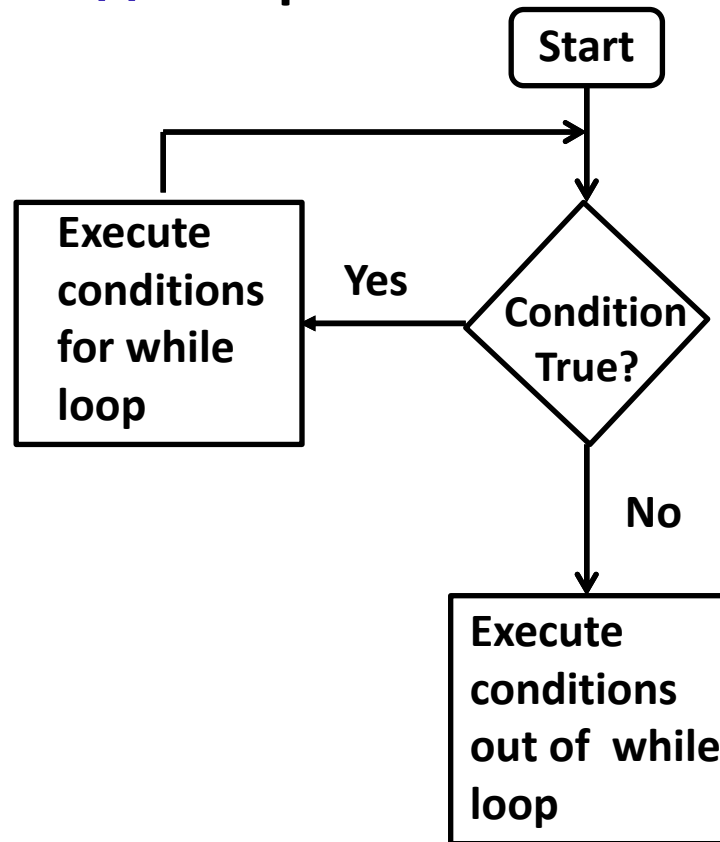 Start
Execute
conditions
for while
loop
Yes
Condition
True?
No
Execute
conditions
out of while
loop